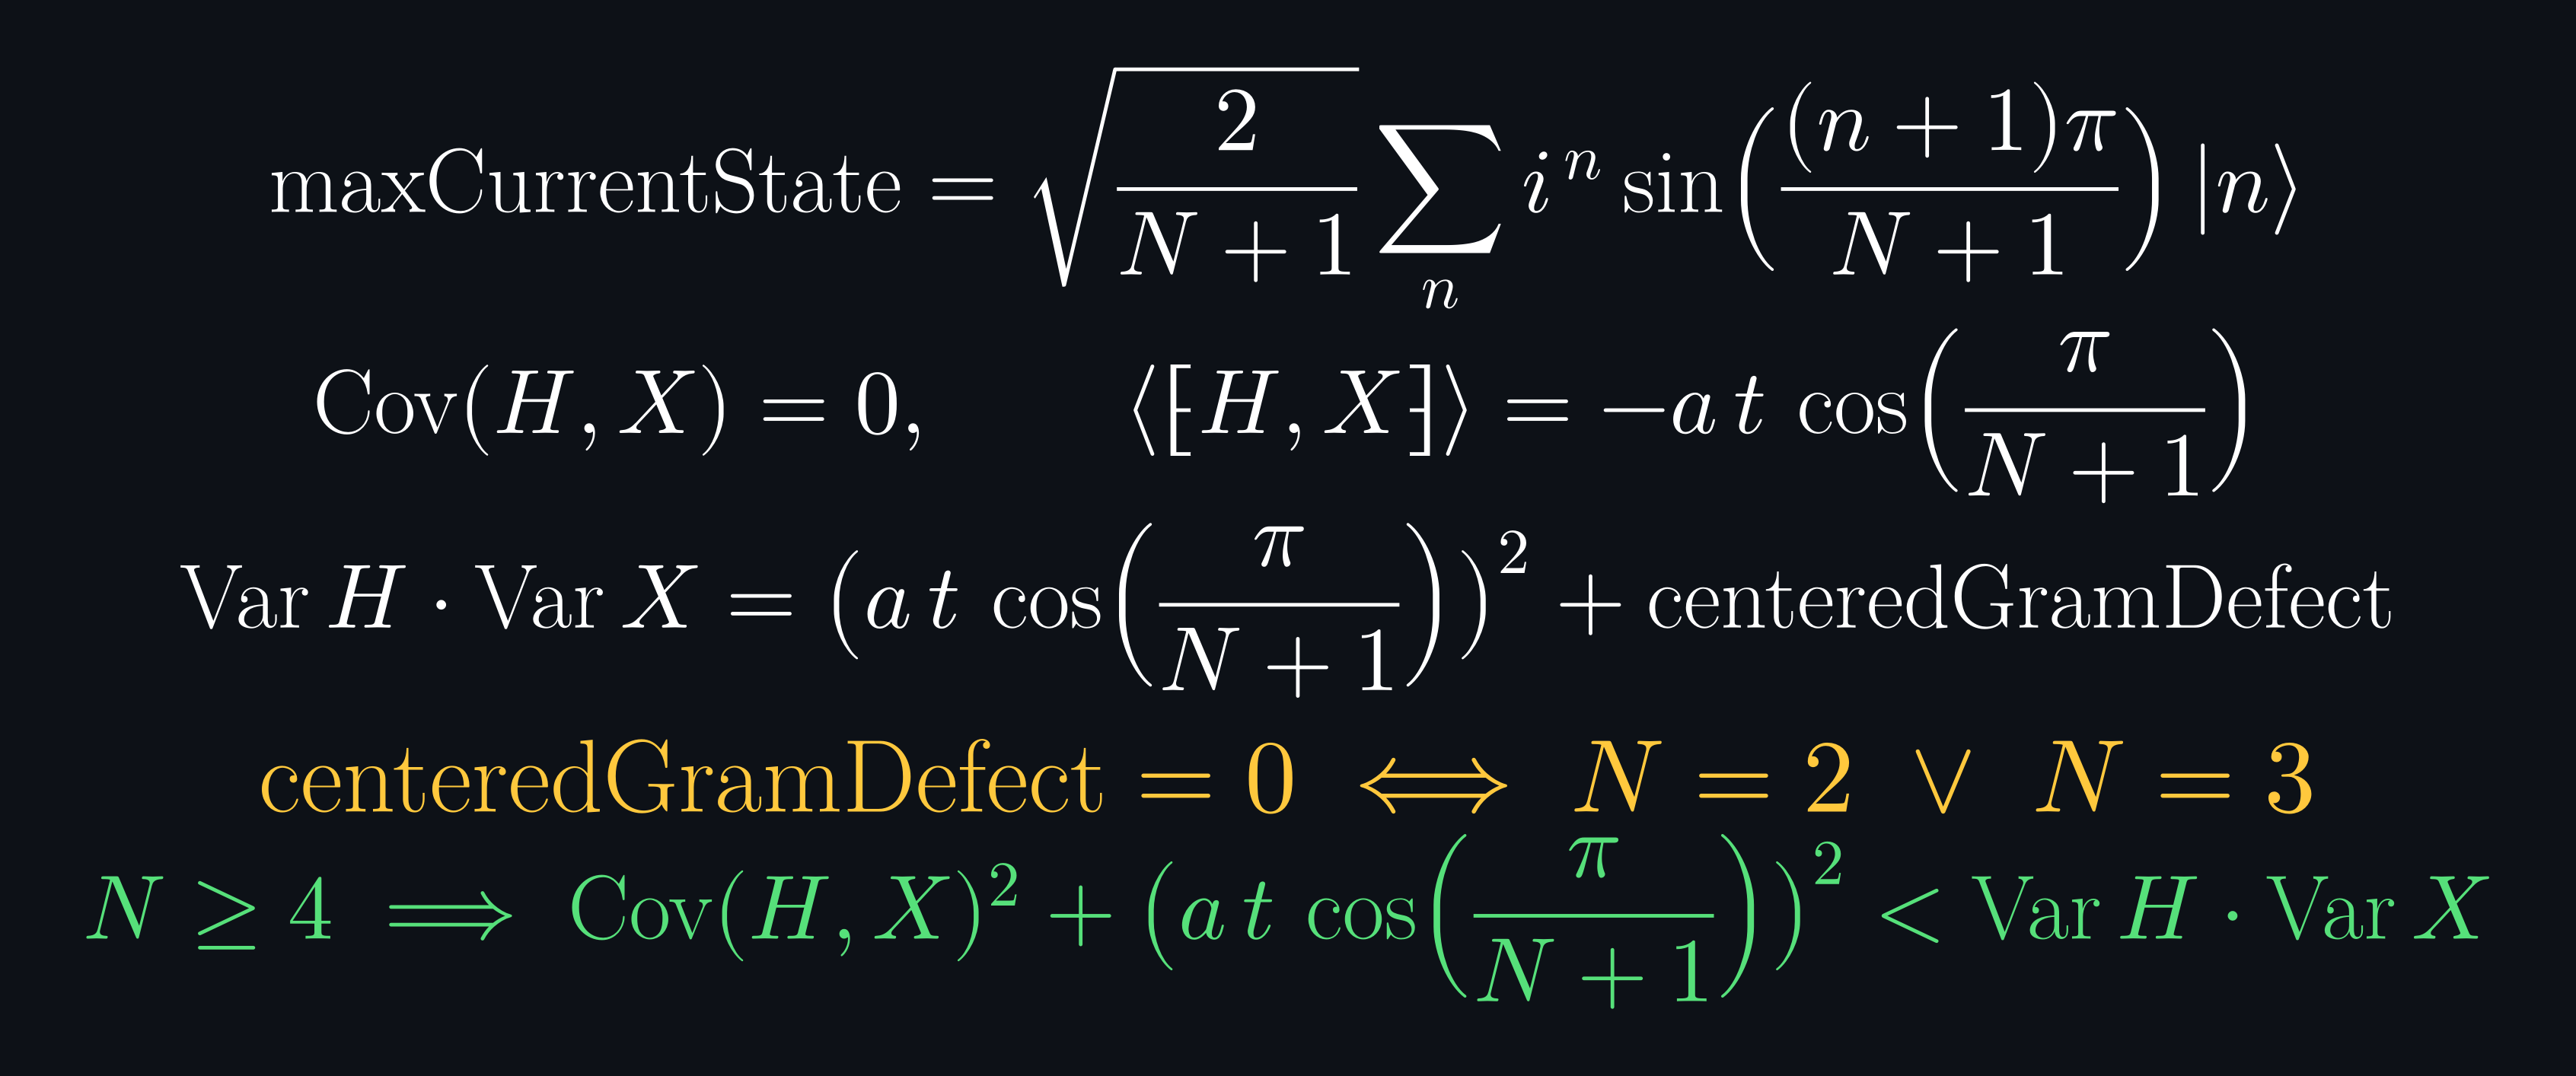 maxCurrentState = √(2/(N + 1)) ∑ₙ iⁿ sin((n + 1)π/(N + 1)) |n⟩
Cov(H, X) = 0, ⟨⁅H, X⁆⟩ = −a t cos(π/(N + 1))
Var H · Var X = (a t cos(π/(N + 1)))² + centeredGramDefect
centeredGramDefect = 0 ⟺ N = 2 ∨ N = 3
N ≥ 4 ⟹ Cov(H, X)² + (a t cos(π/(N + 1)))² < Var H · Var X